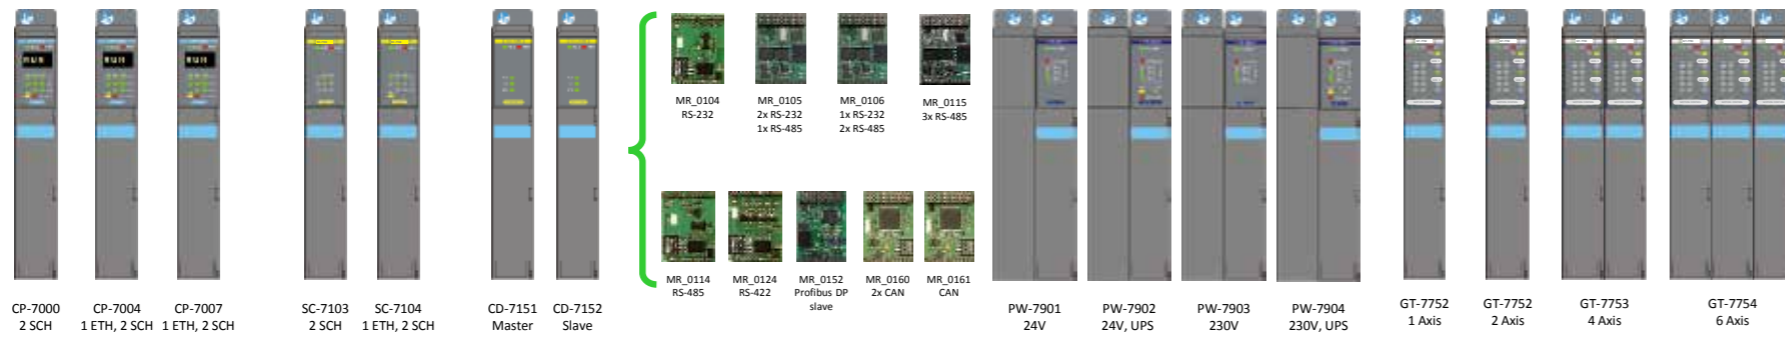 RUN
RUN
RUN
CP-7000
2 SCH
CP-7004
1 ETH, 2 SCH
CP-7007
1 ETH, 2 SCH
SC-7103
2 SCH
SC-7104
1 ETH, 2 SCH
CD-7151
Master
CD-7152
Slave
MR_0104
RS-232
MR_0105
2x RS-232
1x RS-485
MR_0106
1x RS-232
2x RS-485
MR_0115
3x RS-485
MR_0114
RS-485
MR_0124
RS-422
MR_0152
Profibus DP
slave
MR_0160
2x CAN
MR_0161
CAN
PW-7901
24V
PW-7902
24V, UPS
PW-7903
230V
PW-7904
230V, UPS
GT-7752
1 Axis
GT-7752
2 Axis
GT-7753
4 Axis
GT-7754
6 Axis